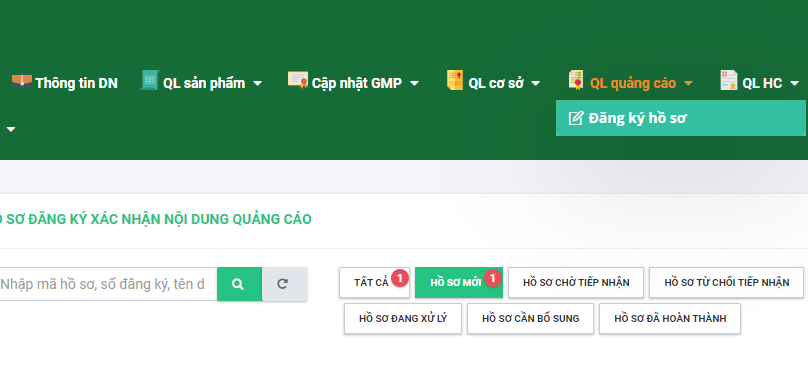 Thông tin DN QL sản phẩm Cập nhật GMP QL cơ sở QL quảng cáo QL HC
Đăng ký hồ sơ
SƠ ĐĂNG KÝ XÁC NHẬN NỘI DUNG QUẢNG CÁO
Nhập mã hồ sơ, số đăng ký, tên d TẤT CẢ 1 HỒ SƠ MỚI 1 HỒ SƠ CHỜ TIẾP NHẬN HỒ SƠ TỪ CHỐI TIẾP NHẬN
HỒ SƠ ĐANG XỬ LÝ HỒ SƠ CẦN BỔ SUNG HỒ SƠ ĐÃ HOÀN THÀNH